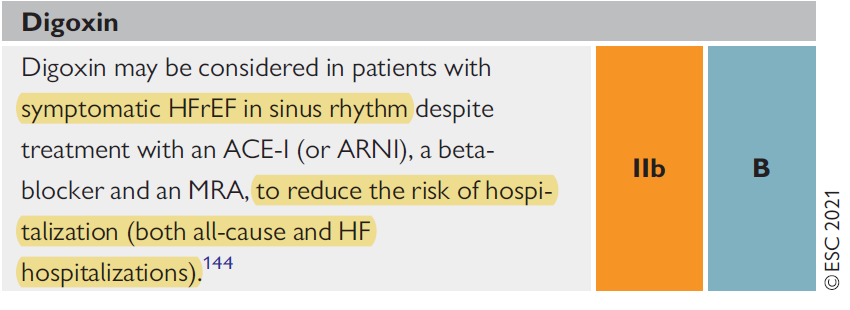 Digoxin
Digoxin may be considered in patients with
symptomatic HFrEF in sinus rhythm despite
treatment with an ACE-I (or ARNI), a beta-
blocker and an MRA, to reduce the risk of hospi-
talization (both all-cause and HF
hospitalizations).144
IIb
B
© ESC 2021